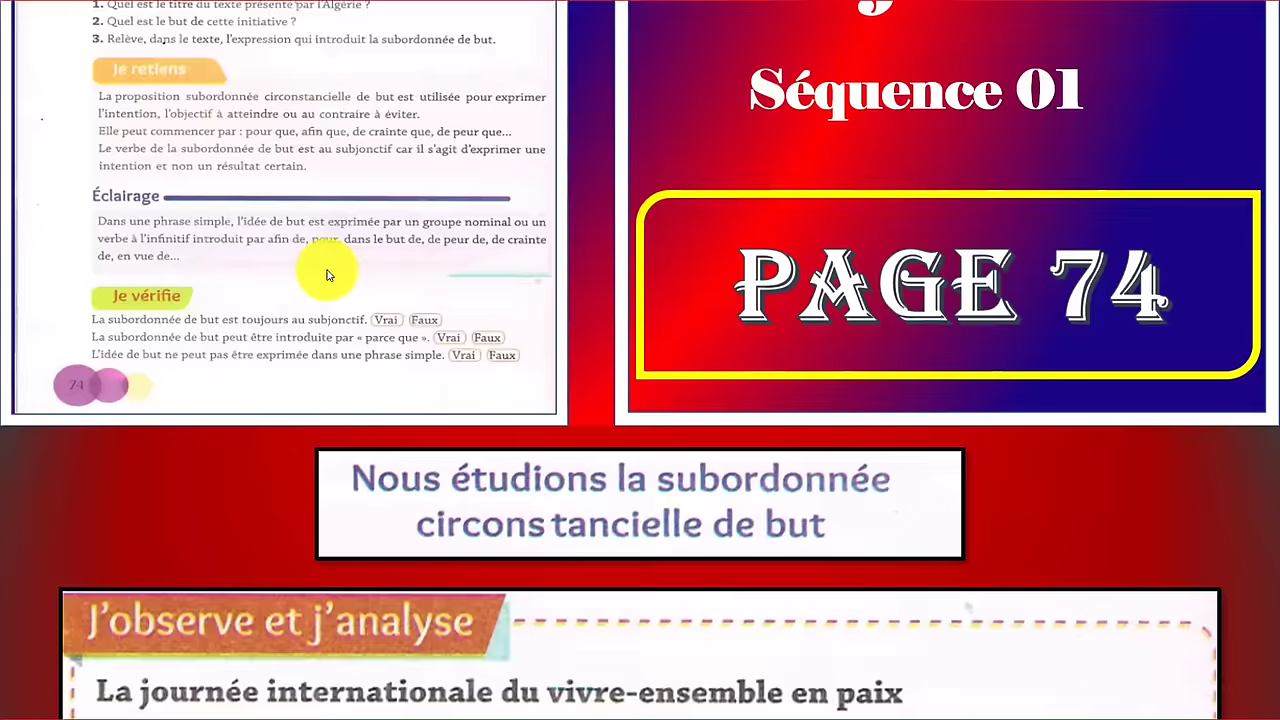 1. Quel est le titre du texte présenté par l'Algérie ?
2. Quel est le but de cette initiative ?
3. Relève, dans le texte, l'expression qui introduit la subordonnée de but.
Je retiens
La proposition subordonnée circonstancielle de but est utilisée pour exprimer
l'intention, l'objectif à atteindre ou au contraire à éviter.
Elle peut commencer par : pour que, afin que, de crainte que, de peur que...
Le verbe de la subordonnée de but est au subjonctif car il s'agit d'exprimer une
intention et non un résultat certain.
Éclairage
Dans une phrase simple, l'idée de but est exprimée par un groupe nominal ou un
verbe à l'infinitif introduit par afin de, pour, dans le but de, de peur de, de crainte
de, en vue de...
Je vérifie
La subordonnée de but est toujours au subjonctif. Vrai Faux
La subordonnée de but peut être introduite par « parce que ». Vrai Faux
L'idée de but ne peut pas être exprimée dans une phrase simple. Vrai Faux
74
Séquence 01
PAGE 74
Nous étudions la subordonnée
circonstancielle de but
J'observe et j'analyse
La journée internationale du vivre-ensemble en paix